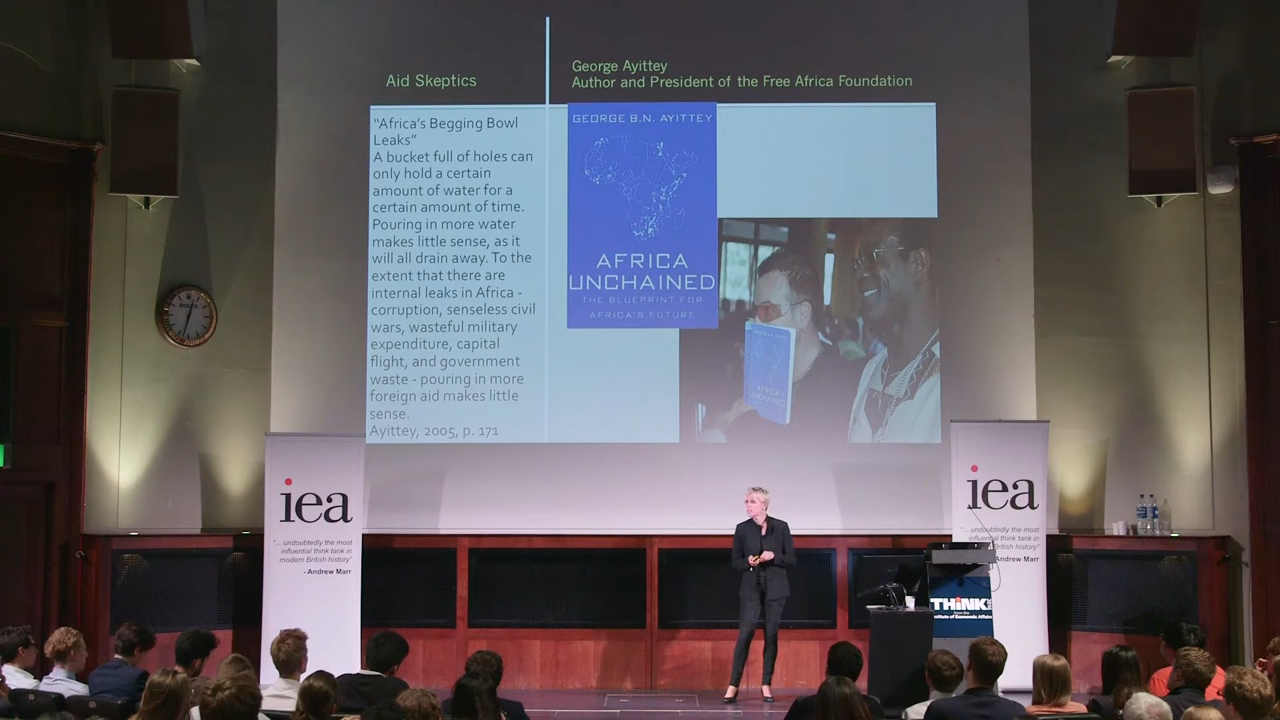 Aid Skeptics
George Ayittey
Author and President of the Free Africa Foundation
“Africa’s Begging Bowl
Leaks”
A bucket full of holes can
only hold a certain
amount of water for a
certain amount of time.
Pouring in more water
makes little sense, as it
will all drain away. To the
extent that there are
internal leaks in Africa -
corruption, senseless civil
wars, wasteful military
expenditure, capital
flight, and government
waste - pouring in more
foreign aid makes little
sense.
Ayittey, 2005, p. 171
GEORGE B.N. AYITTEY
AFRICA
UNCHAINED
THE BLUEPRINT FOR
AFRICA'S FUTURE
AFRICA
UNCHAINED
iea
"... undoubtedly the most
influential think tank in
modern British history"
- Andrew Marr
iea
"... undoubtedly the most
influential think tank in
British history"
Andrew Marr
THiNK
Institute of Economic Affairs